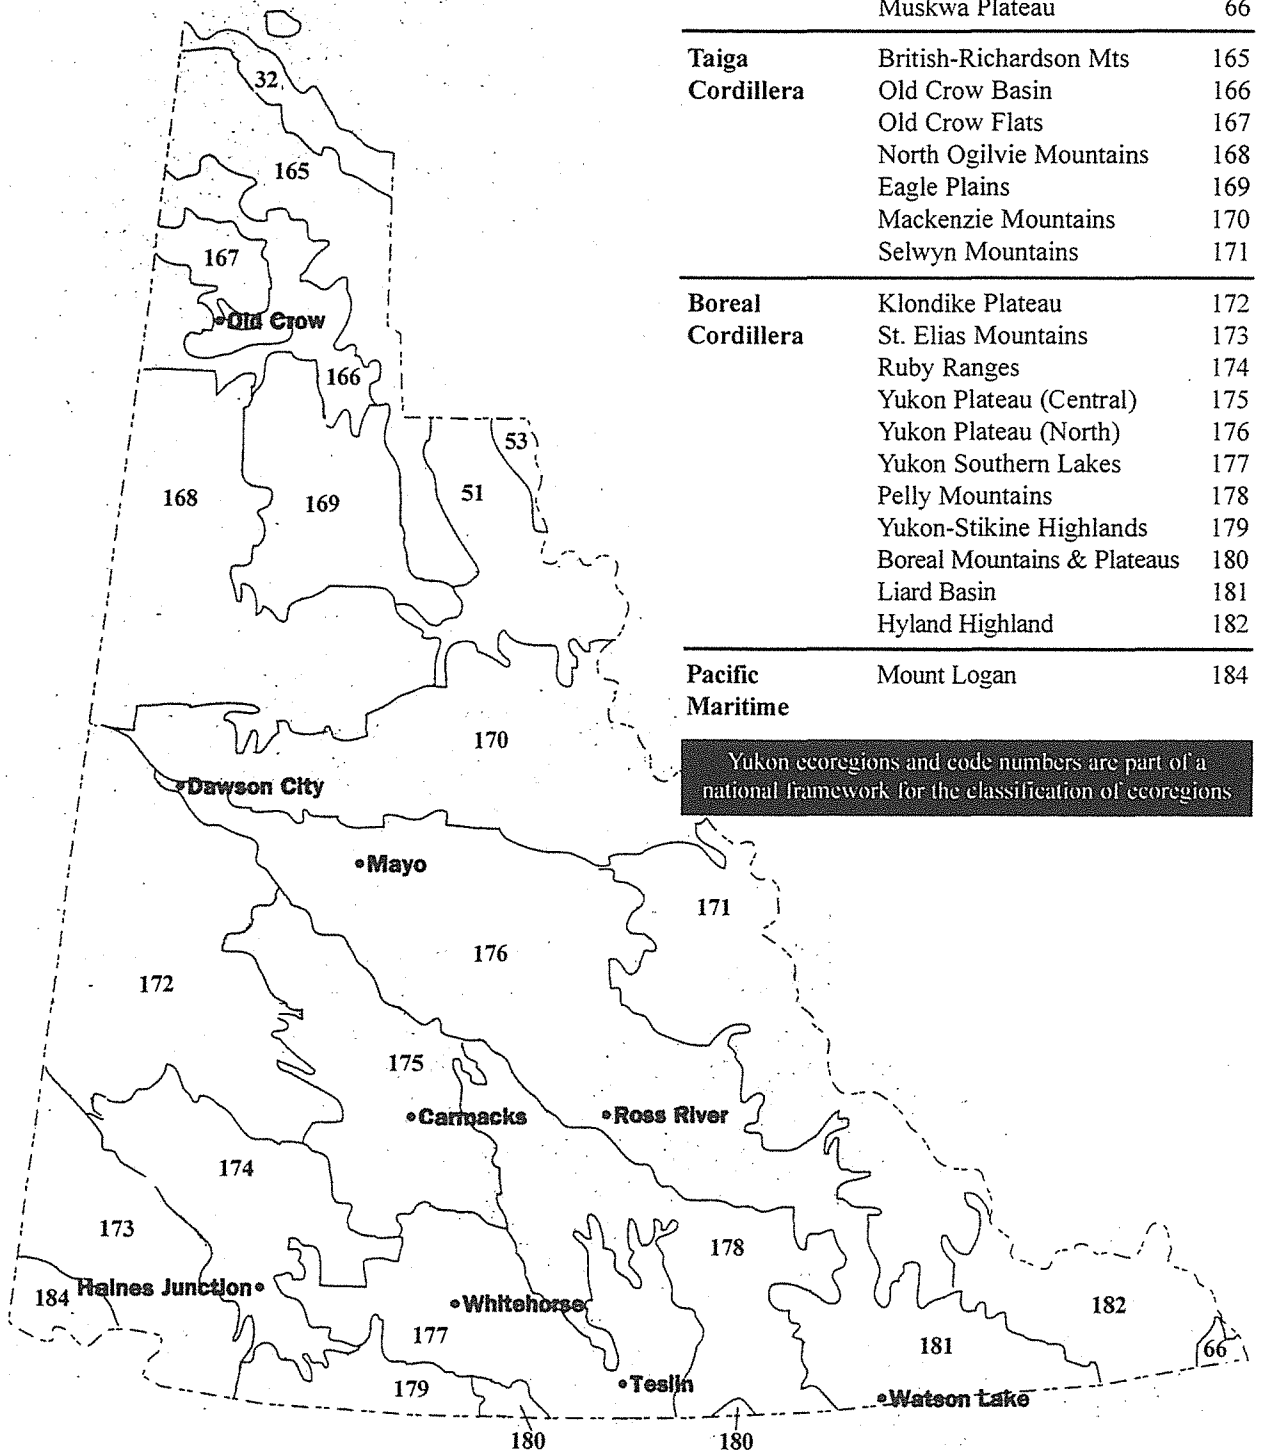 Muskwa Plateau 66
Taiga British-Richardson Mts 165
Cordillera Old Crow Basin 166
Old Crow Flats 167
North Ogilvie Mountains 168
Eagle Plains 169
Mackenzie Mountains 170
Selwyn Mountains 171
Boreal Klondike Plateau 172
Cordillera St. Elias Mountains 173
Ruby Ranges 174
Yukon Plateau (Central) 175
Yukon Plateau (North) 176
Yukon Southern Lakes 177
Pelly Mountains 178
Yukon-Stikine Highlands 179
Boreal Mountains & Plateaus 180
Liard Basin 181
Hyland Highland 182
Pacific Mount Logan 184
Maritime
Yukon ecoregions and code numbers are part of a
national framework for the classification of ecoregions
32
165
167
Old Crow
166
53
51
168
169
170
Dawson City
Mayo
171
176
172
175
Carmacks
Ross River
174
173
178
184
Haines Junction
Whitehorse
182
177
181
66
179
Teslin
Watson Lake
180
180